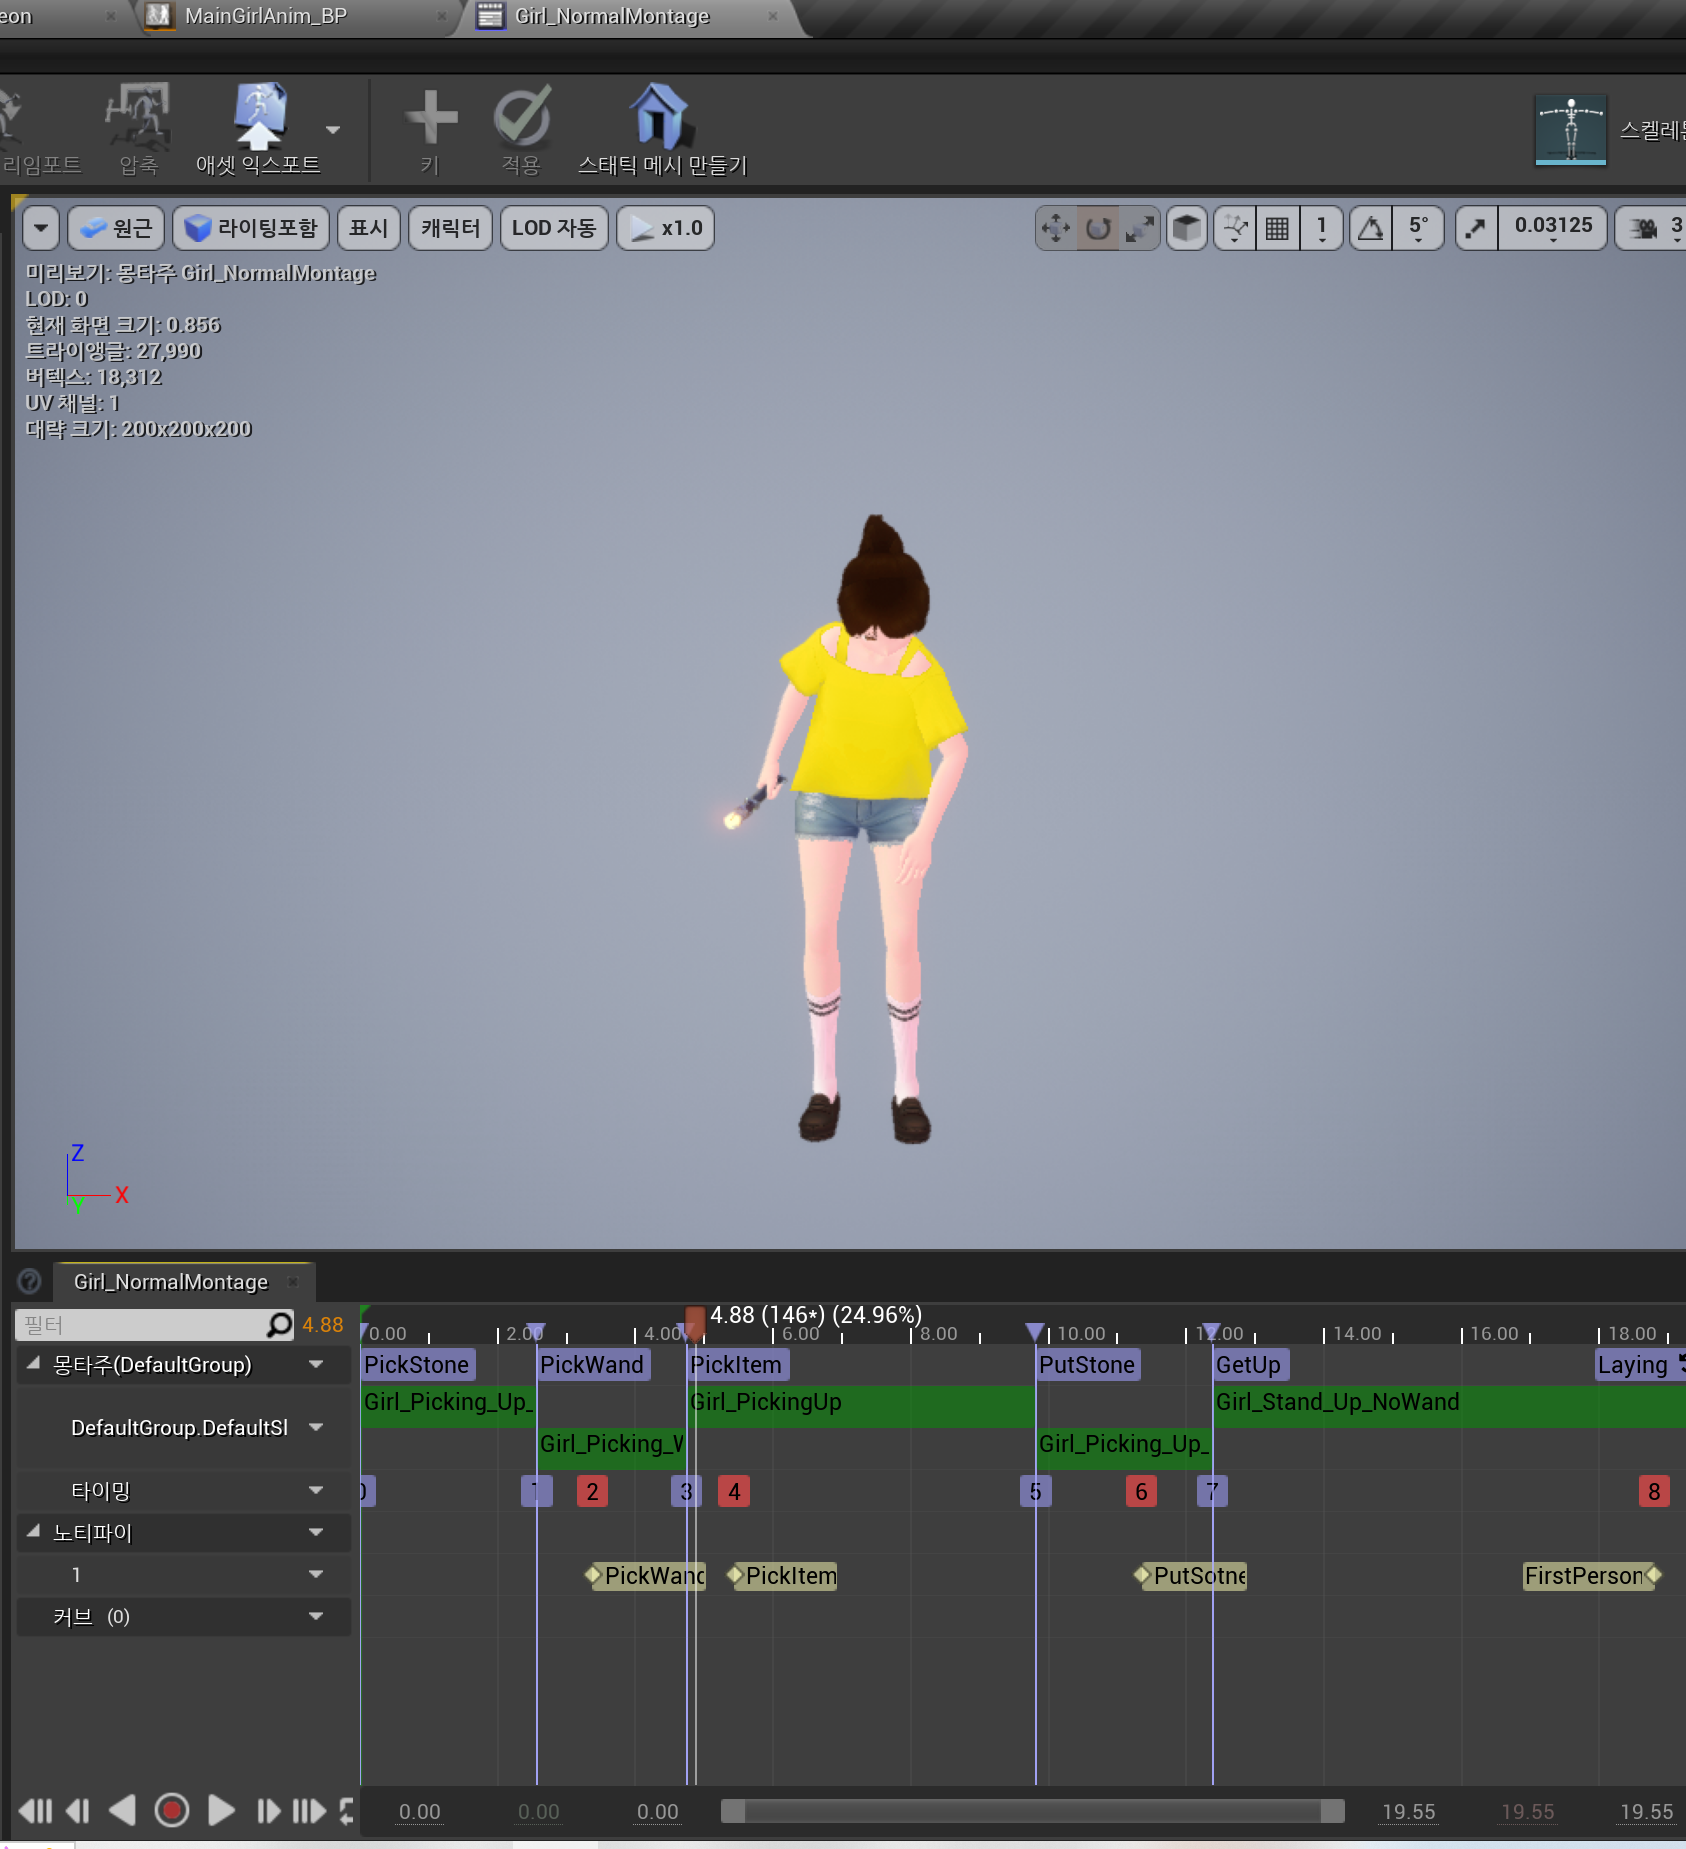 eon MainGirlAnim_BP Girl_NormalMontage
리임포트 압축 애셋 익스포트 키 적용 스태틱 메시 만들기 스켈레톤
원근 라이팅포함 표시 캐릭터 LOD 자동 x1.0 1 5° 0.03125 3
미리보기: 몽타주 Girl_NormalMontage
LOD: 0
현재 화면 크기: 0.856
트라이앵글: 27,990
버텍스: 18,312
UV 채널: 1
대략 크기: 200x200x200
Z
X
Y
Girl_NormalMontage
필터 4.88 4.88 (146*) (24.96%)
0.00 2.00 4.00 6.00 8.00 10.00 12.00 14.00 16.00 18.00
몽타주(DefaultGroup) PickStone PickWand PickItem PutStone GetUp Laying
Girl_Picking_Up_ Girl_PickingUp Girl_Stand_Up_NoWand
DefaultGroup.DefaultSl
Girl_Picking_W Girl_Picking_Up_
타이밍 0 1 2 3 4 5 6 7 8
노티파이
1 PickWand PickItem PutSotne FirstPerson
커브 (0)
0.00 0.00 0.00 19.55 19.55 19.55